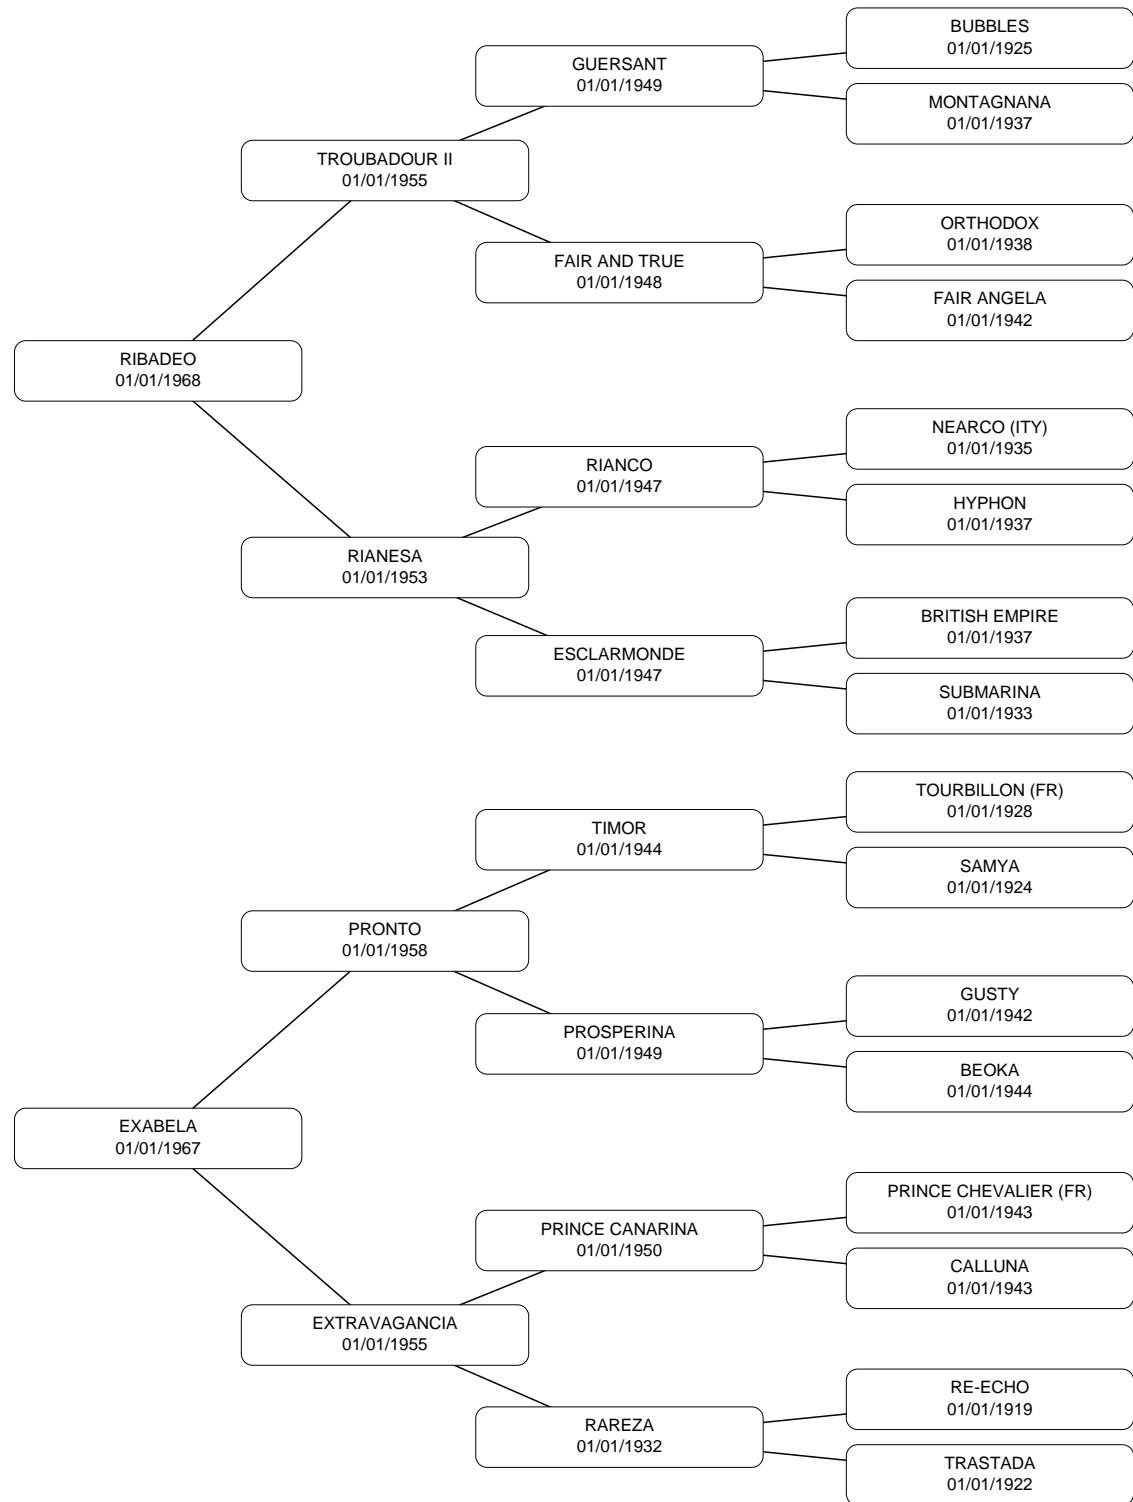 BUBBLES
01/01/1925
GUERSANT
01/01/1949
MONTAGNANA
01/01/1937
TROUBADOUR II
01/01/1955
ORTHODOX
01/01/1938
FAIR AND TRUE
01/01/1948
FAIR ANGELA
01/01/1942
RIBADEO
01/01/1968
NEARCO (ITY)
01/01/1935
RIANCO
01/01/1947
HYPHON
01/01/1937
RIANESA
01/01/1953
BRITISH EMPIRE
01/01/1937
ESCLARMONDE
01/01/1947
SUBMARINA
01/01/1933
TOURBILLON (FR)
01/01/1928
TIMOR
01/01/1944
SAMYA
01/01/1924
PRONTO
01/01/1958
GUSTY
01/01/1942
PROSPERINA
01/01/1949
BEOKA
01/01/1944
EXABELA
01/01/1967
PRINCE CHEVALIER (FR)
01/01/1943
PRINCE CANARINA
01/01/1950
CALLUNA
01/01/1943
EXTRAVAGANCIA
01/01/1955
RE-ECHO
01/01/1919
RAREZA
01/01/1932
TRASTADA
01/01/1922